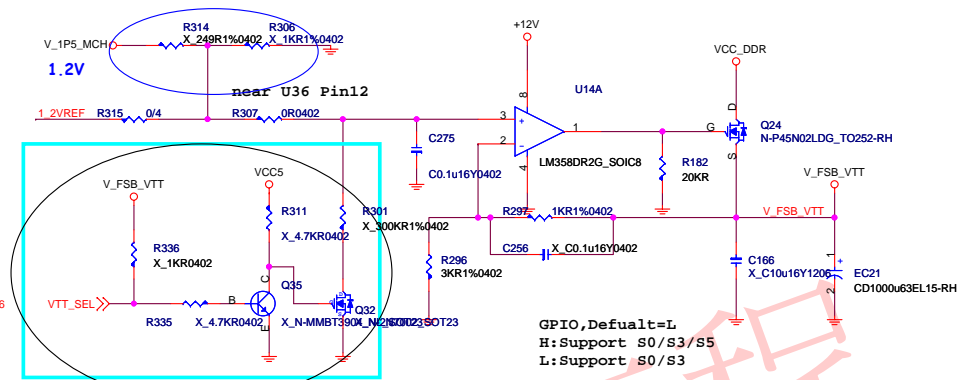 R314
X_249R1%0402
R306
X_1KR1%0402
V_1P5_MCH
1.2V
near U36 Pin12
1_2VREF
R315
0/4
R307
0R0402
+12V
8
U14A
3
+
2
-
1
4
LM358DR2G_SOIC8
C275
C0.1u16Y0402
VCC_DDR
D
G
S
Q24
N-P45N02LDG_TO252-RH
R182
20KR
V_FSB_VTT
V_FSB_VTT
R297
1KR1%0402
C256
X_C0.1u16Y0402
R296
3KR1%0402
C166
X_C10u16Y1206
1
+
2
EC21
CD1000u63EL15-RH
V_FSB_VTT
VCC5
R311
X_4.7KR0402
R301
X_300KR1%0402
R336
X_1KR0402
VTT_SEL
R335
X_4.7KR0402
B
C
E
Q35
X_N-MMBT3904_NL_SOT23
Q32
GPIO,Defualt=L
H:Support S0/S3/S5
L:Support S0/S3